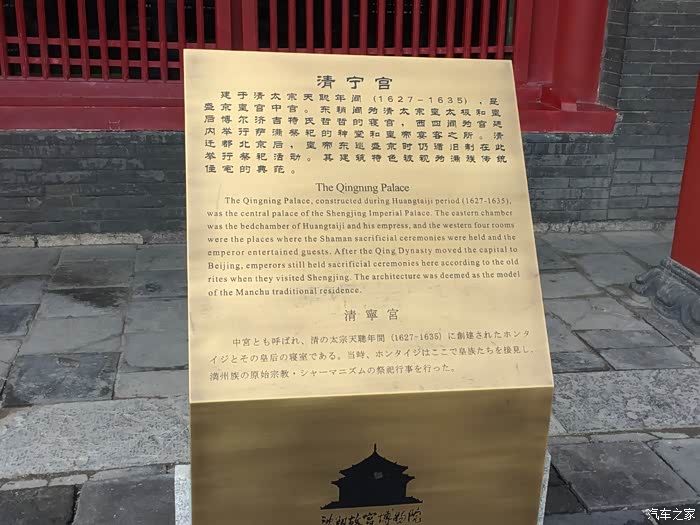 清宁宫
建于清太宗天聪年间（1627-1635），是
盛京皇宫中宫。东稍间为清太宗皇太极和皇
后博尔济吉特氏哲哲的寝宫，西四间为宫廷
内举行萨满祭祀的神堂和皇帝宴客之所。清
迁都北京后，皇帝东巡盛京时仍循旧制在此
举行祭祀活动。其建筑特色被视为满族传统
住宅的典范。
The Qingning Palace
The Qingning Palace, constructed during Huangtaiji period (1627-1635),
was the central palace of the Shengjing Imperial Palace. The eastern chamber
was the bedchamber of Huangtaiji and his empress, and the western four rooms
were the places where the Shaman sacrificial ceremonies were held and the
emperor entertained guests. After the Qing Dynasty moved the capital to
Beijing, emperors still held sacrificial ceremonies here according to the old
rites when they visited Shengjing. The architecture was deemed as the model
of the Manchu traditional residence.
清寧宮
中宮とも呼ばれ、清の太宗天聰年間（1627-1635）に創建されたホンタ
イジとその皇后の寝室である。当時、ホンタイジはここで皇族たちを接見し、
満州族の原始宗教・シャーマニズムの祭祀行事を行った。
沈阳故宫博物院
汽车之家